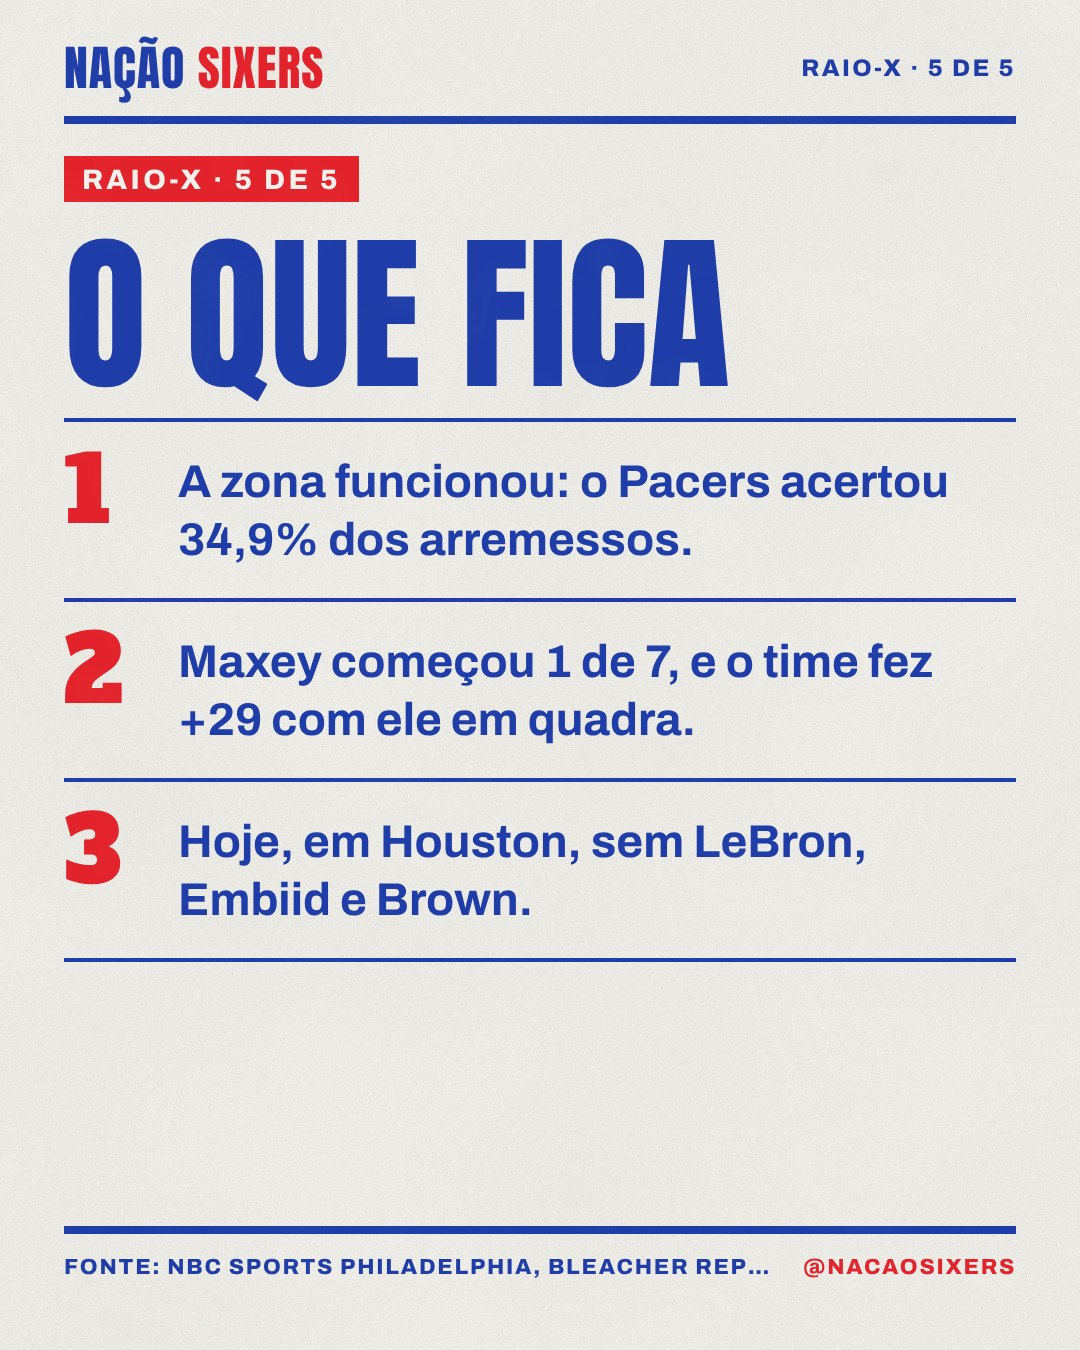 NAÇÃO SIXERS
RAIO-X · 5 DE 5
RAIO-X · 5 DE 5
O QUE FICA
1
A zona funcionou: o Pacers acertou
34,9% dos arremessos.
2
Maxey começou 1 de 7, e o time fez
+29 com ele em quadra.
3
Hoje, em Houston, sem LeBron,
Embiid e Brown.
FONTE: NBC SPORTS PHILADELPHIA, BLEACHER REP...
@NACAOSIXERS